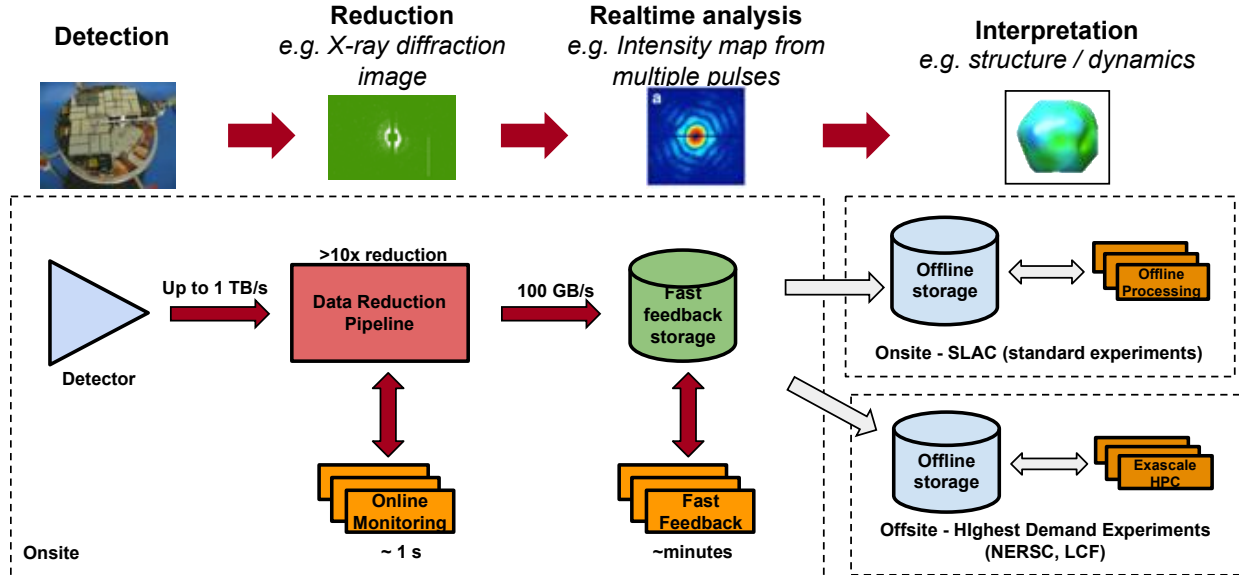 Detection
Reduction
e.g. X-ray diffraction
image
Realtime analysis
e.g. Intensity map from
multiple pulses
Interpretation
e.g. structure / dynamics
a
>10x reduction
Up to 1 TB/s
Data Reduction
Pipeline
100 GB/s
Fast
feedback
storage
Detector
Online
Monitoring
~ 1 s
Fast
Feedback
~minutes
Onsite
Offline
storage
Offline
Processing
Onsite - SLAC (standard experiments)
Offline
storage
Exascale
HPC
Offsite - HIghest Demand Experiments
(NERSC, LCF)